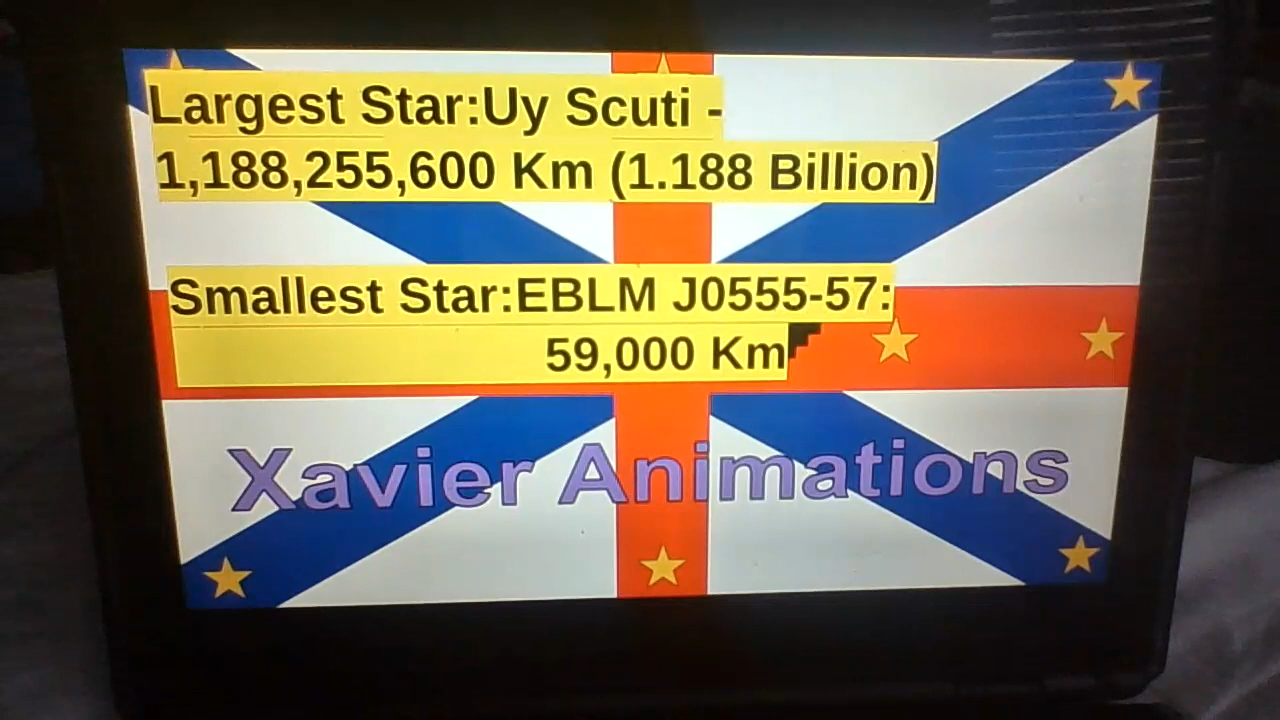 Largest Star:Uy Scuti -
1,188,255,600 Km (1.188 Billion)
Smallest Star:EBLM J0555-57:
59,000 Km
Xavier Animations